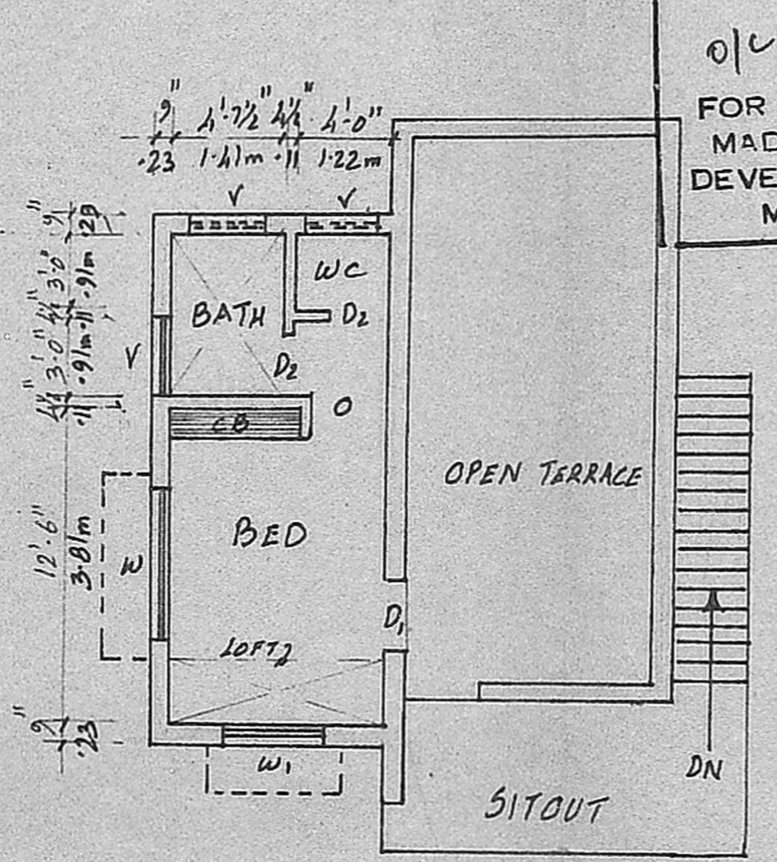 O/C
FOR
MAD
DEVE
M
9" 4'-7½" 4½" 4'-0"
.23 1.41m .11 1.22m
V V
9" .23
3'-0" .91m
4½" .11
3'-0" .91m
4½" .11
WC
BATH D2
V
D2
CB O
OPEN TERRACE
BED
12'-6"
3.81m
W
D1
LOFT
9"
.23
W1
DN
SITOUT